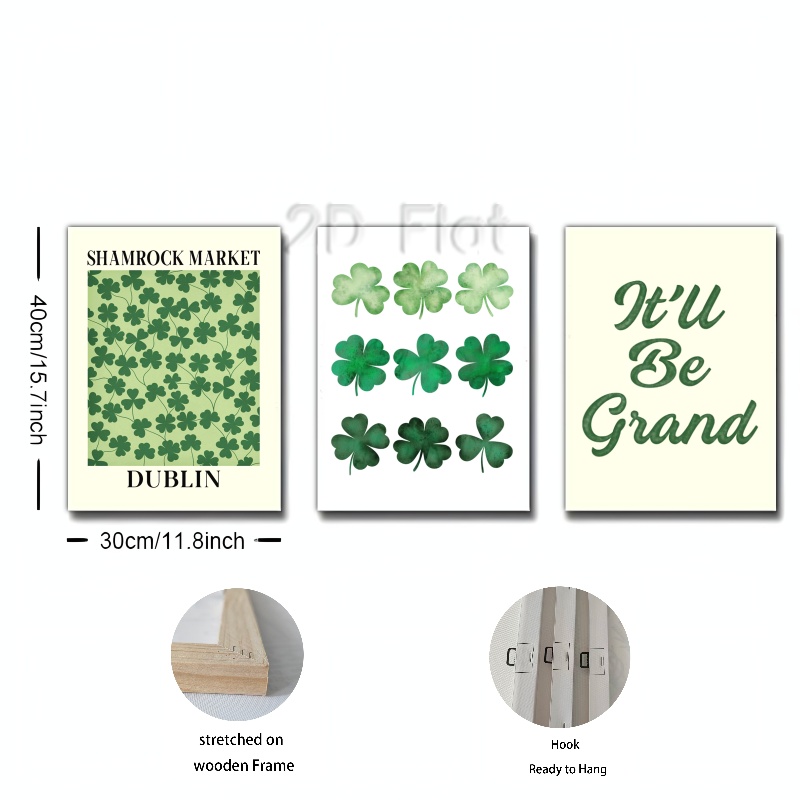 2D Flat
SHAMROCK MARKET
DUBLIN
It'll
Be
Grand
40cm/15.7inch
30cm/11.8inch
stretched on
wooden Frame
Hook
Ready to Hang